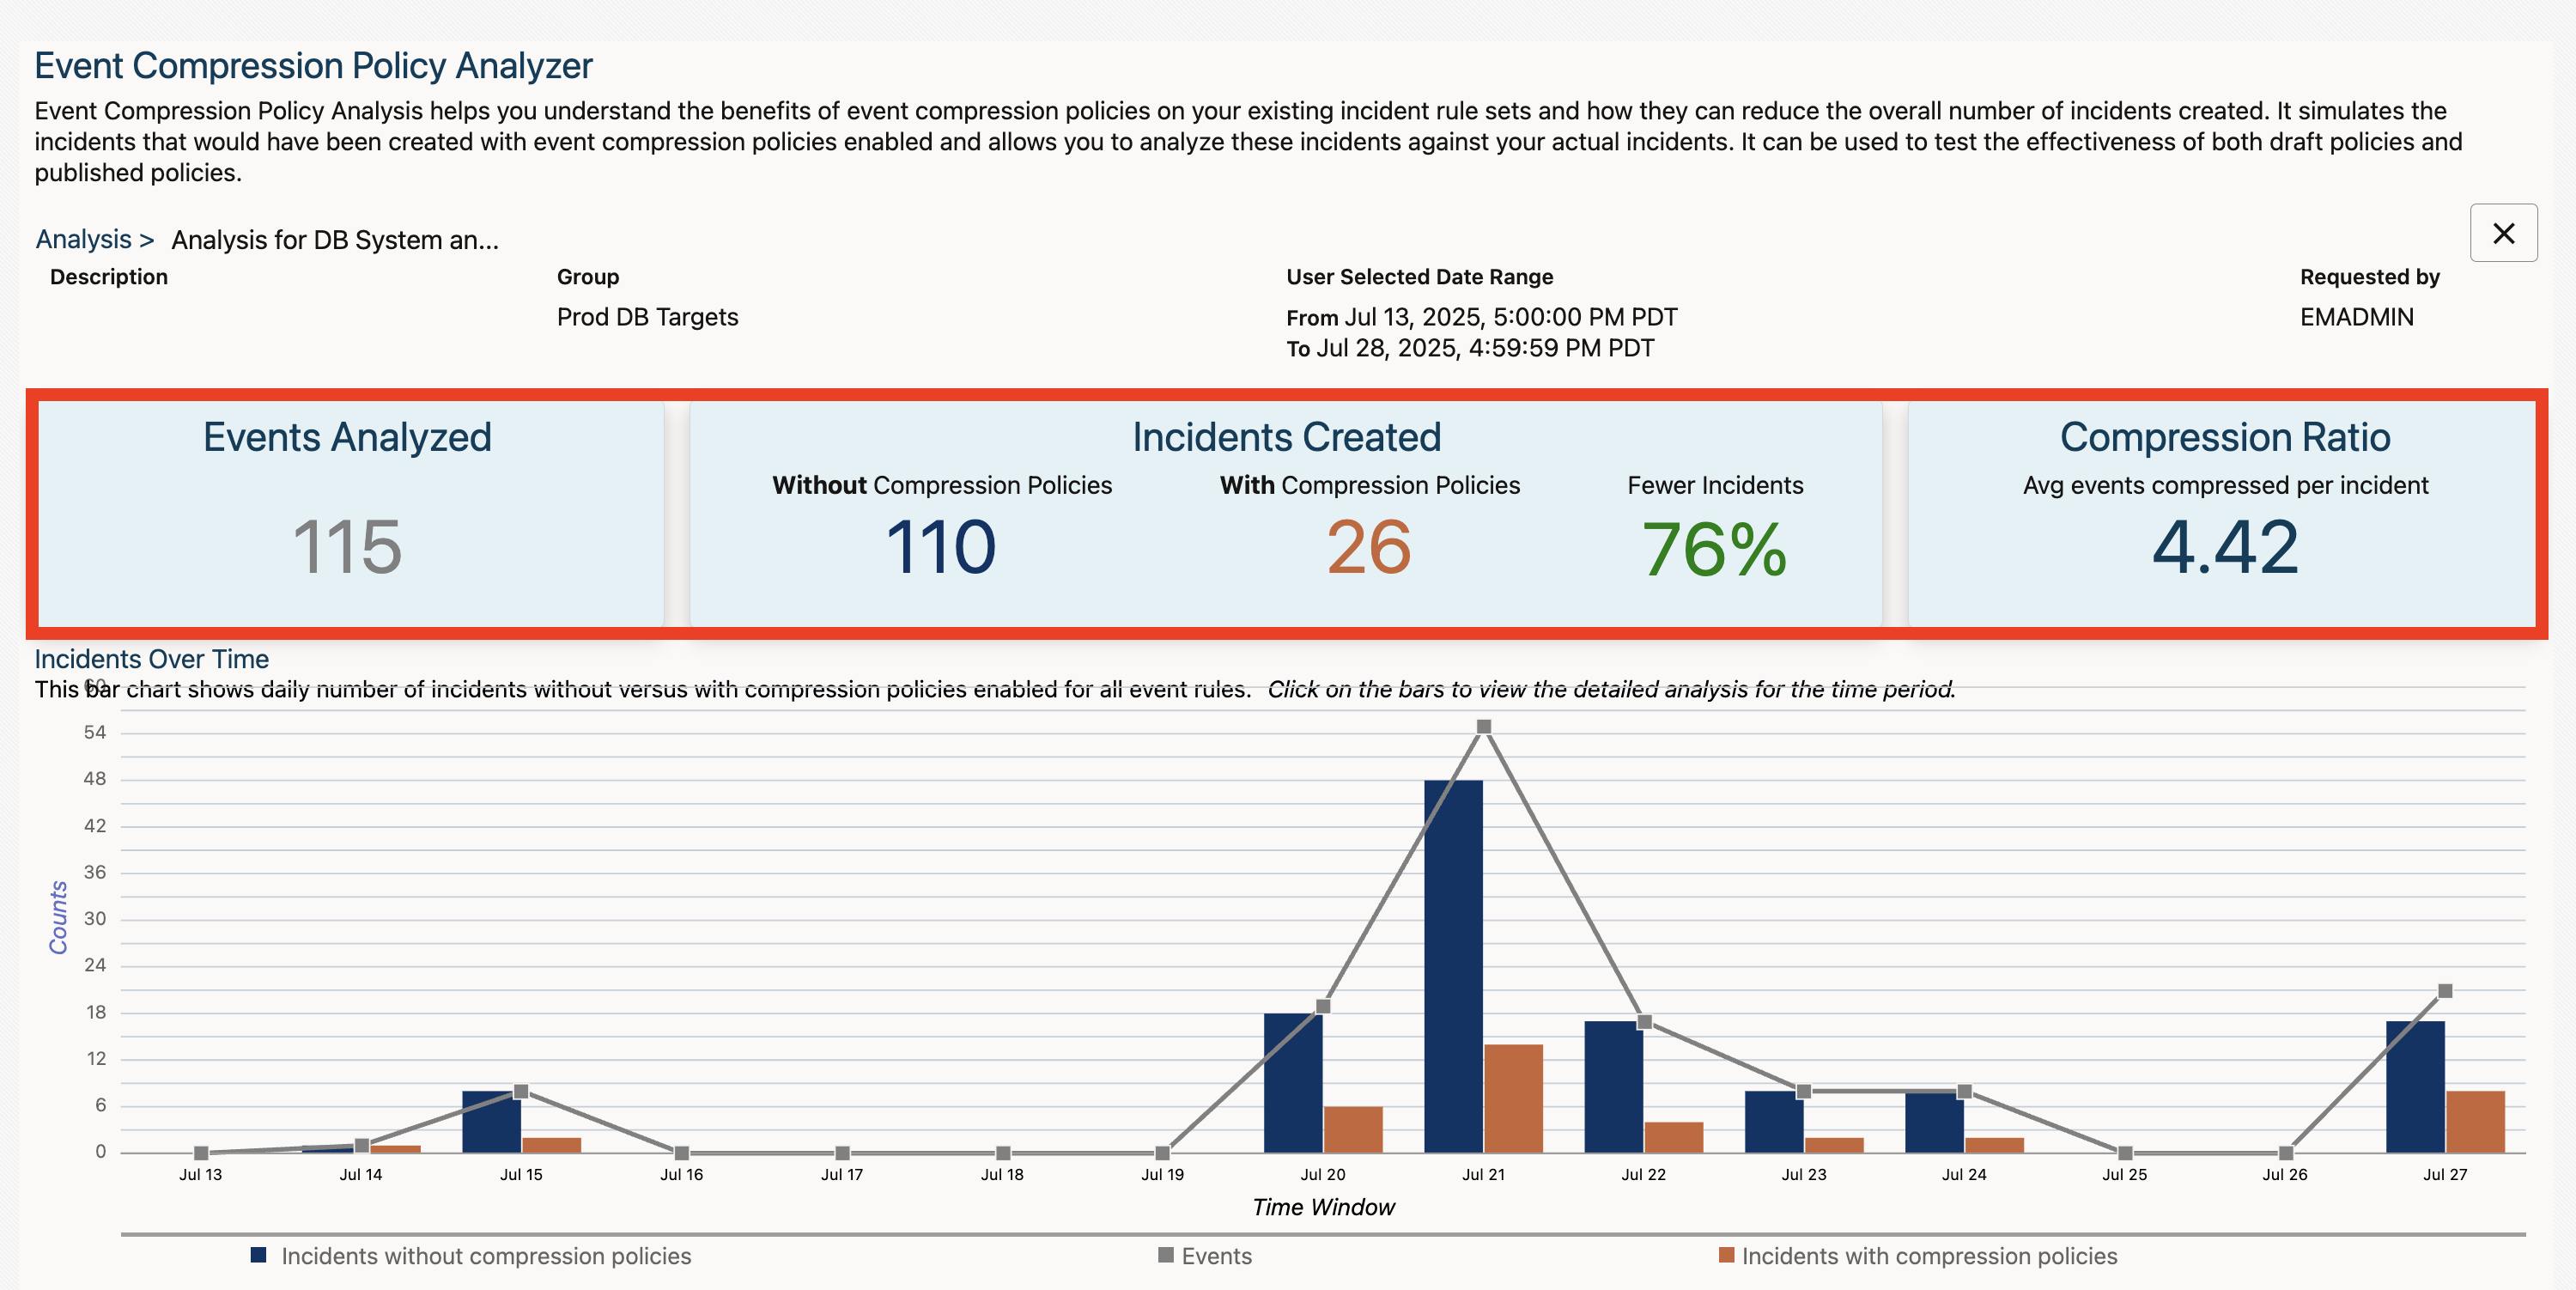 Event Compression Policy Analyzer
Event Compression Policy Analysis helps you understand the benefits of event compression policies on your existing incident rule sets and how they can reduce the overall number of incidents created. It simulates the
incidents that would have been created with event compression policies enabled and allows you to analyze these incidents against your actual incidents. It can be used to test the effectiveness of both draft policies and
published policies.
Analysis > Analysis for DB System an...
Description Group User Selected Date Range Requested by
Prod DB Targets From Jul 13, 2025, 5:00:00 PM PDT EMADMIN
To Jul 28, 2025, 4:59:59 PM PDT
Events Analyzed Incidents Created Compression Ratio
Without Compression Policies With Compression Policies Fewer Incidents Avg events compressed per incident
115 110 26 76% 4.42
Incidents Over Time
This bar chart shows daily number of incidents without versus with compression policies enabled for all event rules. Click on the bars to view the detailed analysis for the time period.
60
54
48
42
36
30
24
18
12
6
0
Counts
Jul 13 Jul 14 Jul 15 Jul 16 Jul 17 Jul 18 Jul 19 Jul 20 Jul 21 Jul 22 Jul 23 Jul 24 Jul 25 Jul 26 Jul 27
Time Window
Incidents without compression policies Events Incidents with compression policies